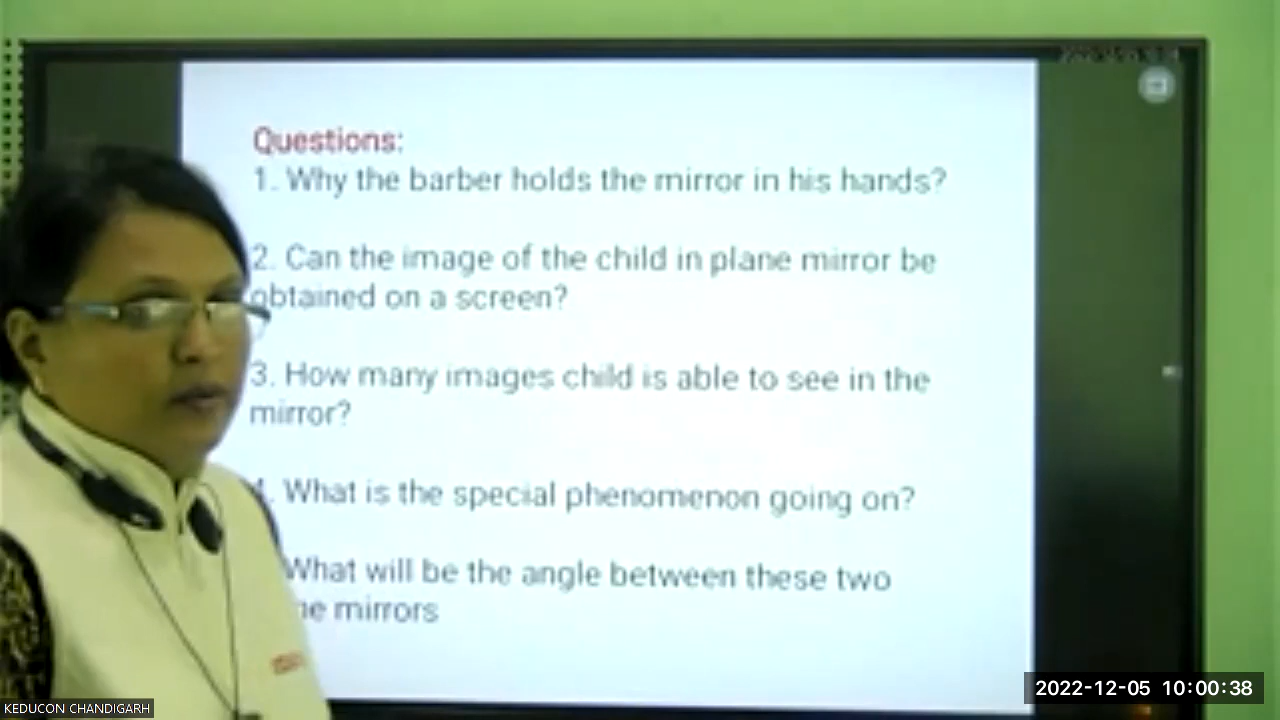 Questions:
1. Why the barber holds the mirror in his hands?
2. Can the image of the child in plane mirror be
obtained on a screen?
3. How many images child is able to see in the
mirror?
4. What is the special phenomenon going on?
What will be the angle between these two
mirrors
KEDUCON CHANDIGARH
2022-12-05 10:00:38